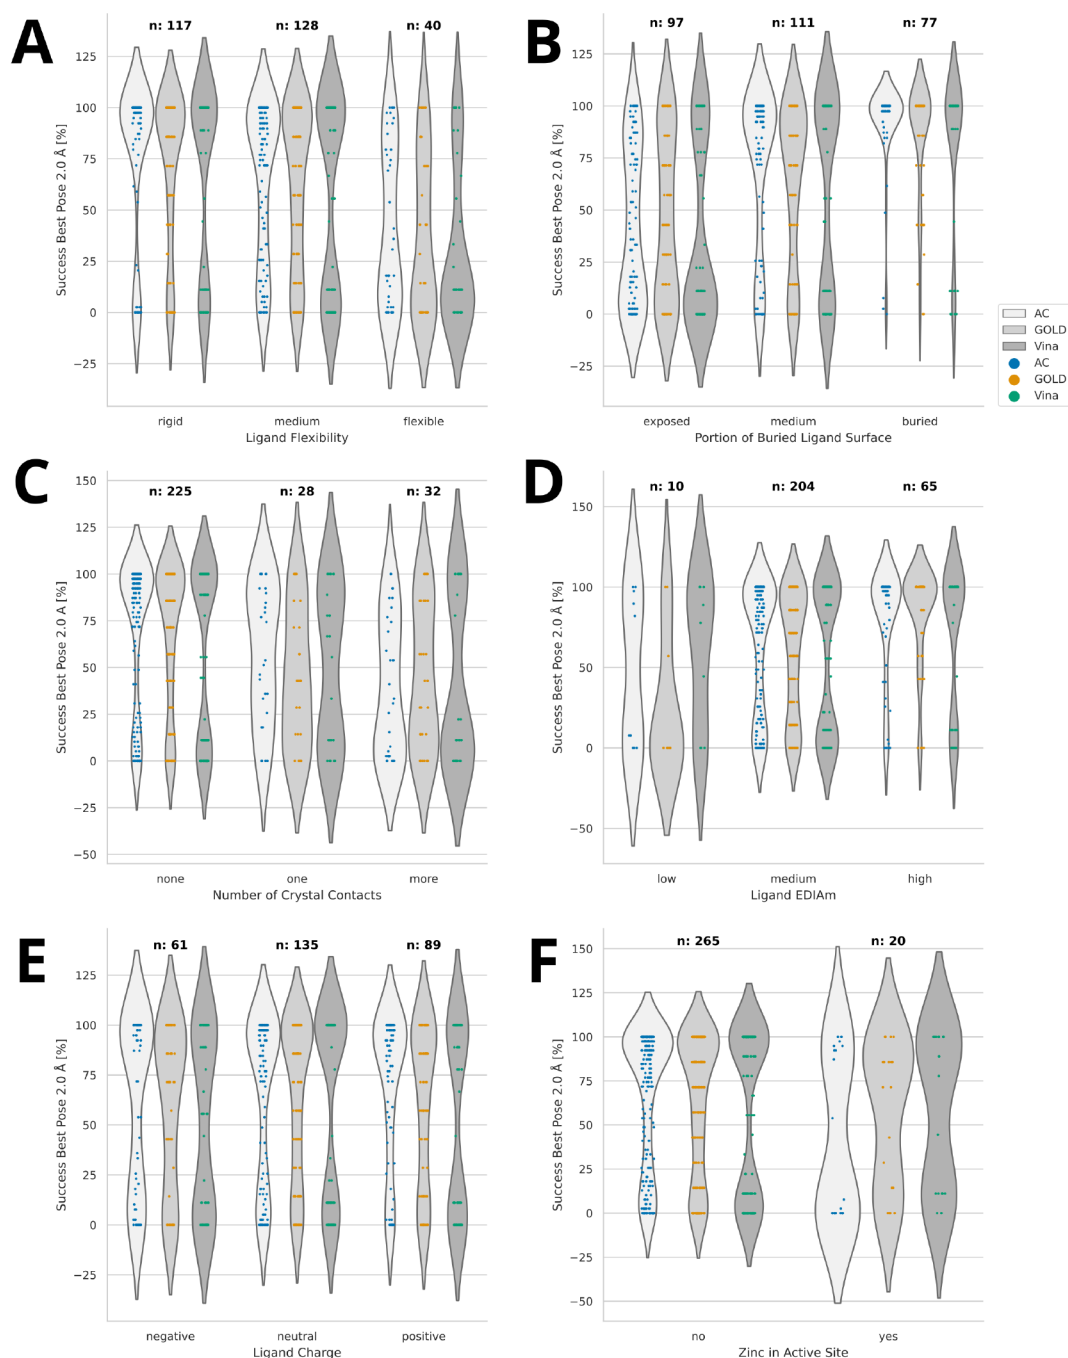 A
n: 117 n: 128 n: 40
125
100
75
50
25
0
−25
Success Best Pose 2.0 Å [%]
rigid medium flexible
Ligand Flexibility
B
n: 97 n: 111 n: 77
125
100
75
50
25
0
−25
Success Best Pose 2.0 Å [%]
exposed medium buried
Portion of Buried Ligand Surface
AC
GOLD
Vina
AC
GOLD
Vina
C
n: 225 n: 28 n: 32
150
125
100
75
50
25
0
−25
−50
Success Best Pose 2.0 Å [%]
none one more
Number of Crystal Contacts
D
n: 10 n: 204 n: 65
150
100
50
0
−50
Success Best Pose 2.0 Å [%]
low medium high
Ligand EDIAm
E
n: 61 n: 135 n: 89
125
100
75
50
25
0
−25
Success Best Pose 2.0 Å [%]
negative neutral positive
Ligand Charge
F
n: 265 n: 20
150
125
100
75
50
25
0
−25
−50
Success Best Pose 2.0 Å [%]
no yes
Zinc in Active Site